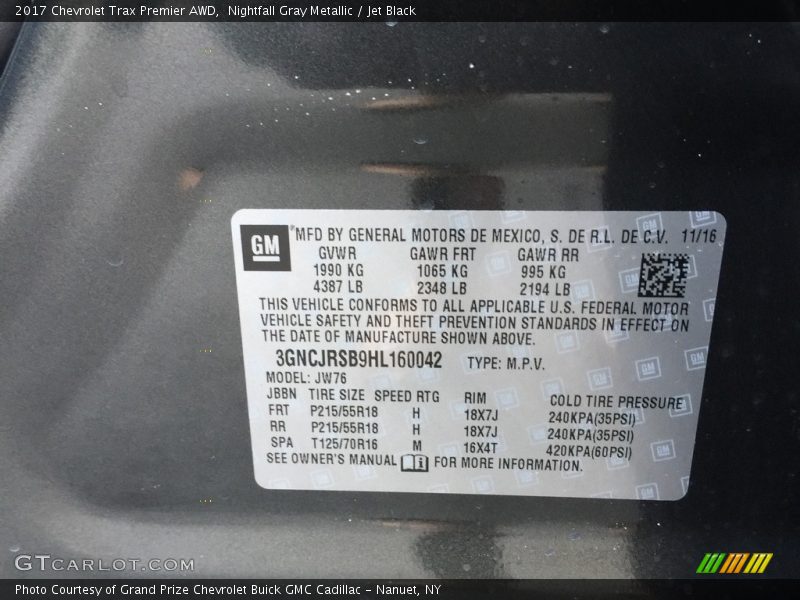 2017 Chevrolet Trax Premier AWD,  Nightfall Gray Metallic / Jet Black
GM
MFD BY GENERAL MOTORS DE MEXICO, S. DE R.L. DE C.V. 11/16
GVWR GAWR FRT GAWR RR
1990 KG 1065 KG 995 KG
4387 LB 2348 LB 2194 LB
THIS VEHICLE CONFORMS TO ALL APPLICABLE U.S. FEDERAL MOTOR
VEHICLE SAFETY AND THEFT PREVENTION STANDARDS IN EFFECT ON
THE DATE OF MANUFACTURE SHOWN ABOVE.
3GNCJRSB9HL160042 TYPE: M.P.V.
MODEL: JW76
JBBN TIRE SIZE SPEED RTG RIM COLD TIRE PRESSURE
FRT P215/55R18 H 18X7J 240KPA(35PSI)
RR P215/55R18 H 18X7J 240KPA(35PSI)
SPA T125/70R16 M 16X4T 420KPA(60PSI)
SEE OWNER'S MANUAL FOR MORE INFORMATION.
GTCARLOT.COM
Photo Courtesy of Grand Prize Chevrolet Buick GMC Cadillac - Nanuet, NY